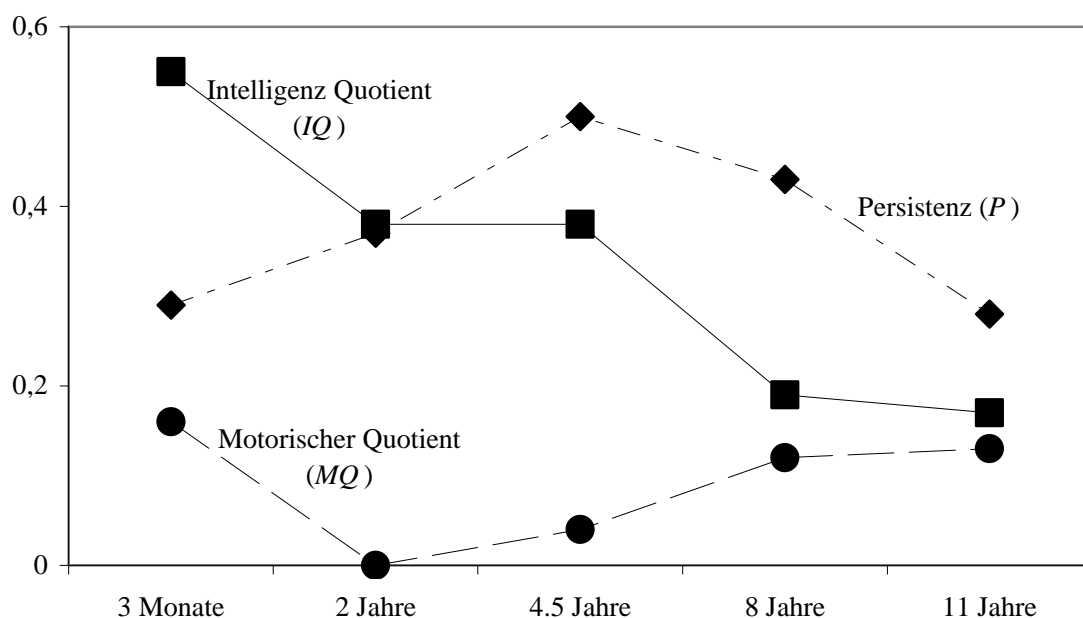 0,6
Intelligenz Quotient
(IQ)
0,4
Persistenz (P)
0,2
Motorischer Quotient
(MQ)
0
3 Monate 2 Jahre 4.5 Jahre 8 Jahre 11 Jahre